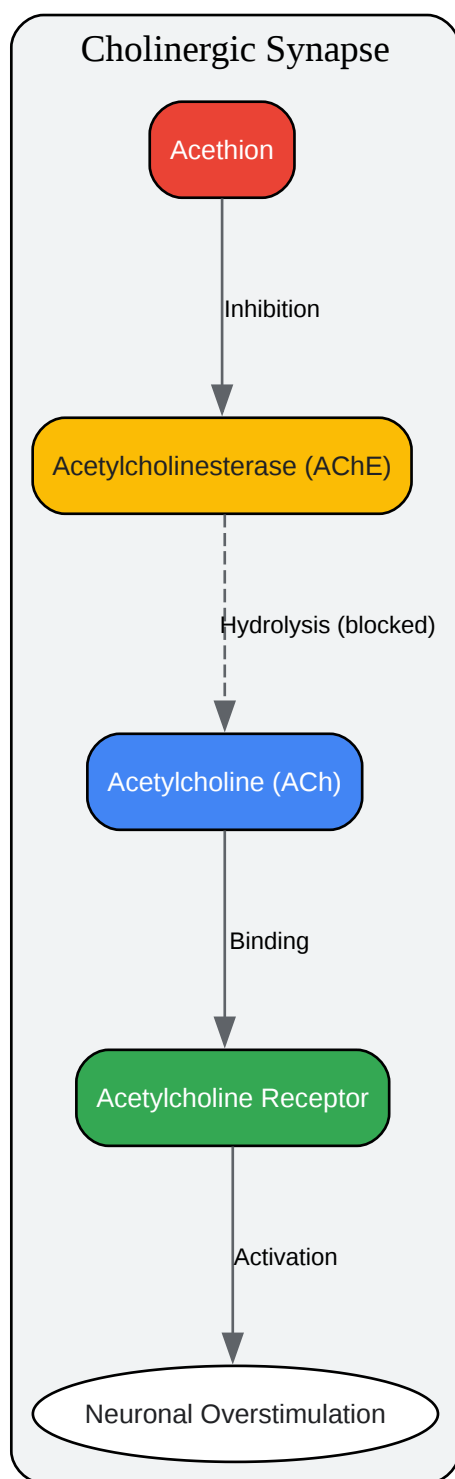 Cholinergic Synapse
Acethion
Inhibition
Acetylcholinesterase (AChE)
Hydrolysis (blocked)
Acetylcholine (ACh)
Binding
Acetylcholine Receptor
Activation
Neuronal Overstimulation